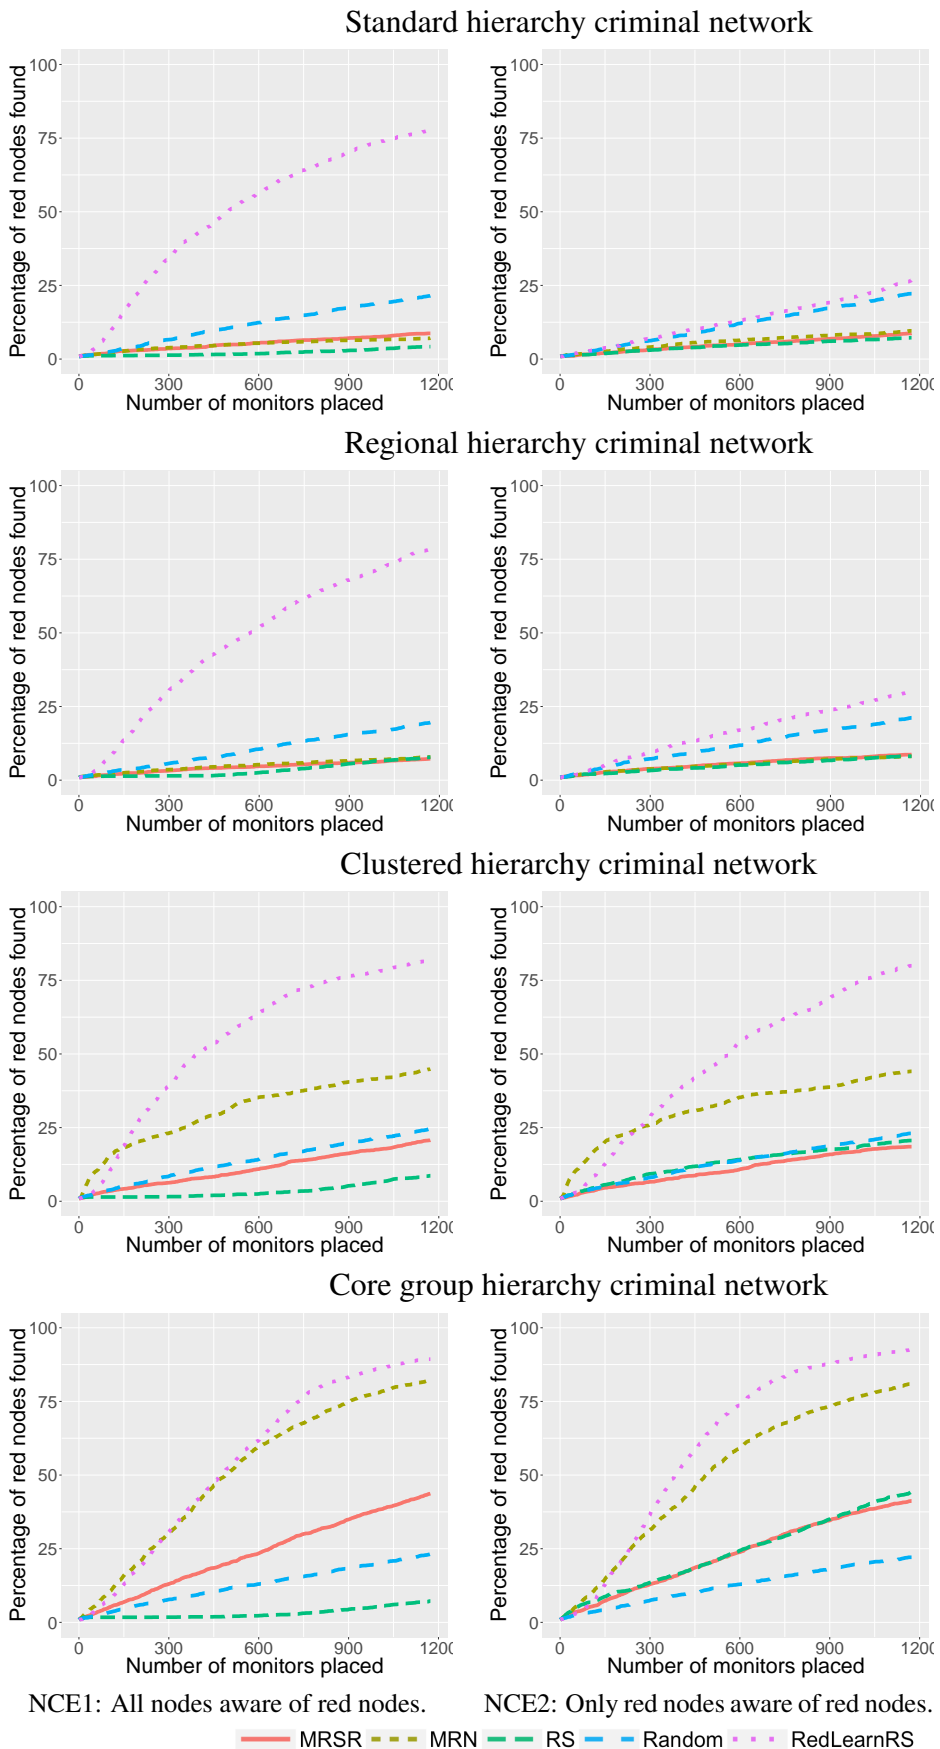 Standard hierarchy criminal network
Percentage of red nodes found
100
75
50
25
0
0 300 600 900 1200
Number of monitors placed
Percentage of red nodes found
100
75
50
25
0
0 300 600 900 1200
Number of monitors placed
Regional hierarchy criminal network
Percentage of red nodes found
100
75
50
25
0
0 300 600 900 1200
Number of monitors placed
Percentage of red nodes found
100
75
50
25
0
0 300 600 900 1200
Number of monitors placed
Clustered hierarchy criminal network
Percentage of red nodes found
100
75
50
25
0
0 300 600 900 1200
Number of monitors placed
Percentage of red nodes found
100
75
50
25
0
0 300 600 900 1200
Number of monitors placed
Core group hierarchy criminal network
Percentage of red nodes found
100
75
50
25
0
0 300 600 900 1200
Number of monitors placed
Percentage of red nodes found
100
75
50
25
0
0 300 600 900 1200
Number of monitors placed
NCE1: All nodes aware of red nodes.
NCE2: Only red nodes aware of red nodes.
MRSR MRN RS Random RedLearnRS